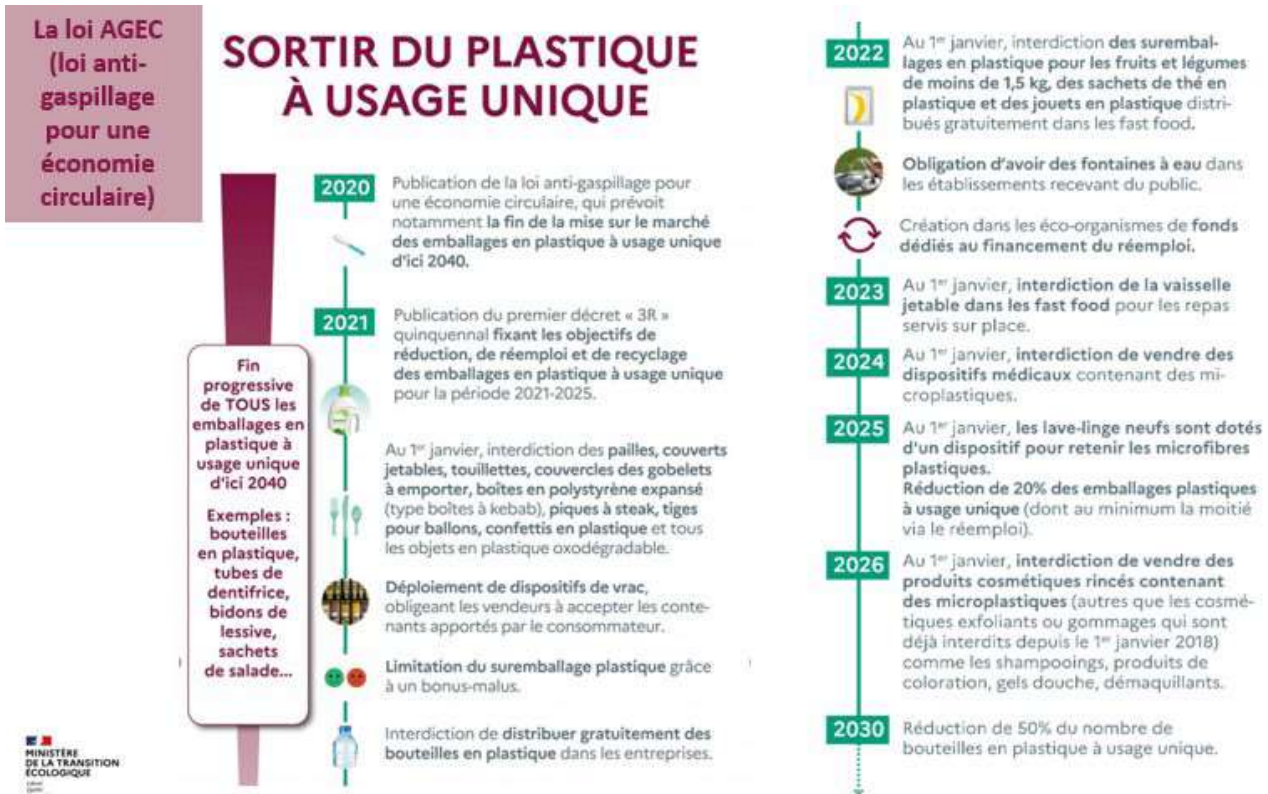 La loi AGEC
(loi anti-
gaspillage
pour une
économie
circulaire)
SORTIR DU PLASTIQUE
À USAGE UNIQUE
Fin
progressive
de TOUS les
emballages en
plastique à
usage unique
d'ici 2040
Exemples :
bouteilles
en plastique,
tubes de
dentifrice,
bidons de
lessive,
sachets
de salade...
2020
Publication de la loi anti-gaspillage pour
une économie circulaire, qui prévoit
notamment la fin de la mise sur le marché
des emballages en plastique à usage unique
d'ici 2040.
2021
Publication du premier décret « 3R »
quinquennal fixant les objectifs de
réduction, de réemploi et de recyclage
des emballages en plastique à usage unique
pour la période 2021-2025.
Au 1er janvier, interdiction des pailles, couverts
jetables, touillettes, couvercles des gobelets
à emporter, boîtes en polystyrène expansé
(type boîtes à kebab), piques à steak, tiges
pour ballons, confettis en plastique et tous
les objets en plastique oxodégradable.
Déploiement de dispositifs de vrac,
obligeant les vendeurs à accepter les conte-
nants apportés par le consommateur.
Limitation du suremballage plastique grâce
à un bonus-malus.
Interdiction de distribuer gratuitement des
bouteilles en plastique dans les entreprises.
2022
Au 1er janvier, interdiction des surembal-
lages en plastique pour les fruits et légumes
de moins de 1,5 kg, des sachets de thé en
plastique et des jouets en plastique distri-
bués gratuitement dans les fast food.
Obligation d'avoir des fontaines à eau dans
les établissements recevant du public.
Création dans les éco-organismes de fonds
dédiés au financement du réemploi.
2023
Au 1er janvier, interdiction de la vaisselle
jetable dans les fast food pour les repas
servis sur place.
2024
Au 1er janvier, interdiction de vendre des
dispositifs médicaux contenant des mi-
croplastiques.
2025
Au 1er janvier, les lave-linge neufs sont dotés
d'un dispositif pour retenir les microfibres
plastiques.
Réduction de 20% des emballages plastiques
à usage unique (dont au minimum la moitié
via le réemploi).
2026
Au 1er janvier, interdiction de vendre des
produits cosmétiques rincés contenant
des microplastiques (autres que les cosmé-
tiques exfoliants ou gommages qui sont
déjà interdits depuis le 1er janvier 2018)
comme les shampooings, produits de
coloration, gels douche, démaquillants.
2030
Réduction de 50% du nombre de
bouteilles en plastique à usage unique.
MINISTÈRE
DE LA TRANSITION
ÉCOLOGIQUE